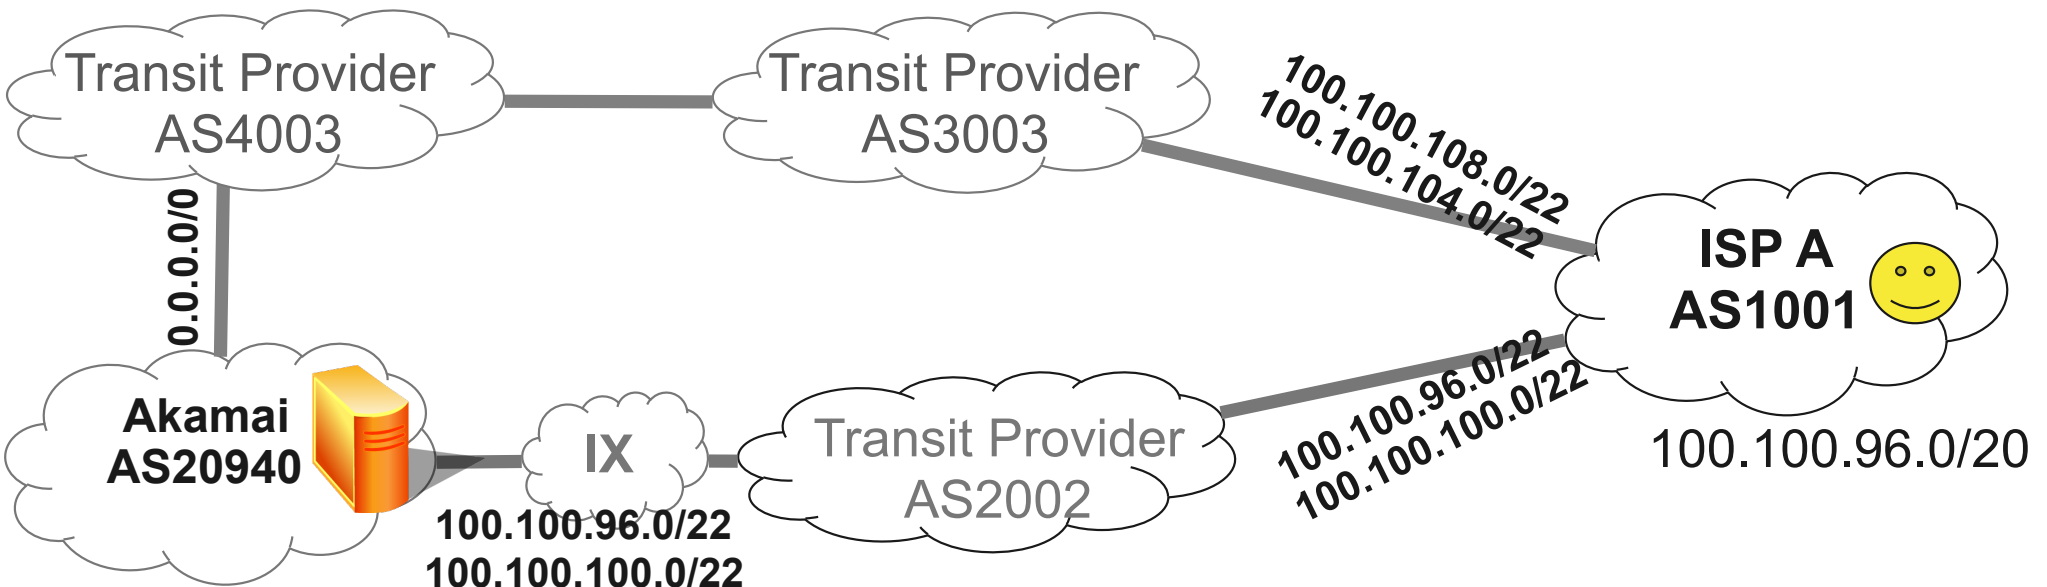 Transit Provider
AS4003
Transit Provider
AS3003
100.100.108.0/22
100.100.104.0/22
0.0.0.0/0
ISP A
AS1001
100.100.96.0/20
Akamai
AS20940
IX
Transit Provider
AS2002
100.100.96.0/22
100.100.100.0/22
100.100.96.0/22
100.100.100.0/22